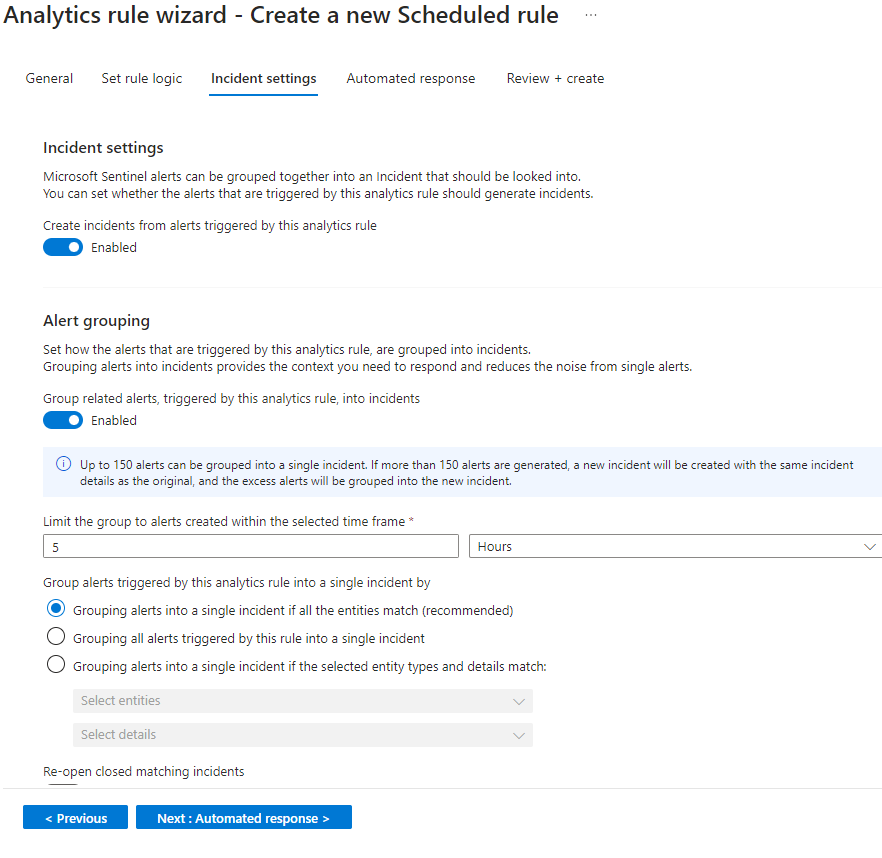 Analytics rule wizard - Create a new Scheduled rule ...
General Set rule logic Incident settings Automated response Review + create
Incident settings
Microsoft Sentinel alerts can be grouped together into an Incident that should be looked into.
You can set whether the alerts that are triggered by this analytics rule should generate incidents.
Create incidents from alerts triggered by this analytics rule
Enabled
Alert grouping
Set how the alerts that are triggered by this analytics rule, are grouped into incidents.
Grouping alerts into incidents provides the context you need to respond and reduces the noise from single alerts.
Group related alerts, triggered by this analytics rule, into incidents
Enabled
Up to 150 alerts can be grouped into a single incident. If more than 150 alerts are generated, a new incident will be created with the same incident
details as the original, and the excess alerts will be grouped into the new incident.
Limit the group to alerts created within the selected time frame *
5 Hours
Group alerts triggered by this analytics rule into a single incident by
Grouping alerts into a single incident if all the entities match (recommended)
Grouping all alerts triggered by this rule into a single incident
Grouping alerts into a single incident if the selected entity types and details match:
Select entities
Select details
Re-open closed matching incidents
< Previous Next : Automated response >